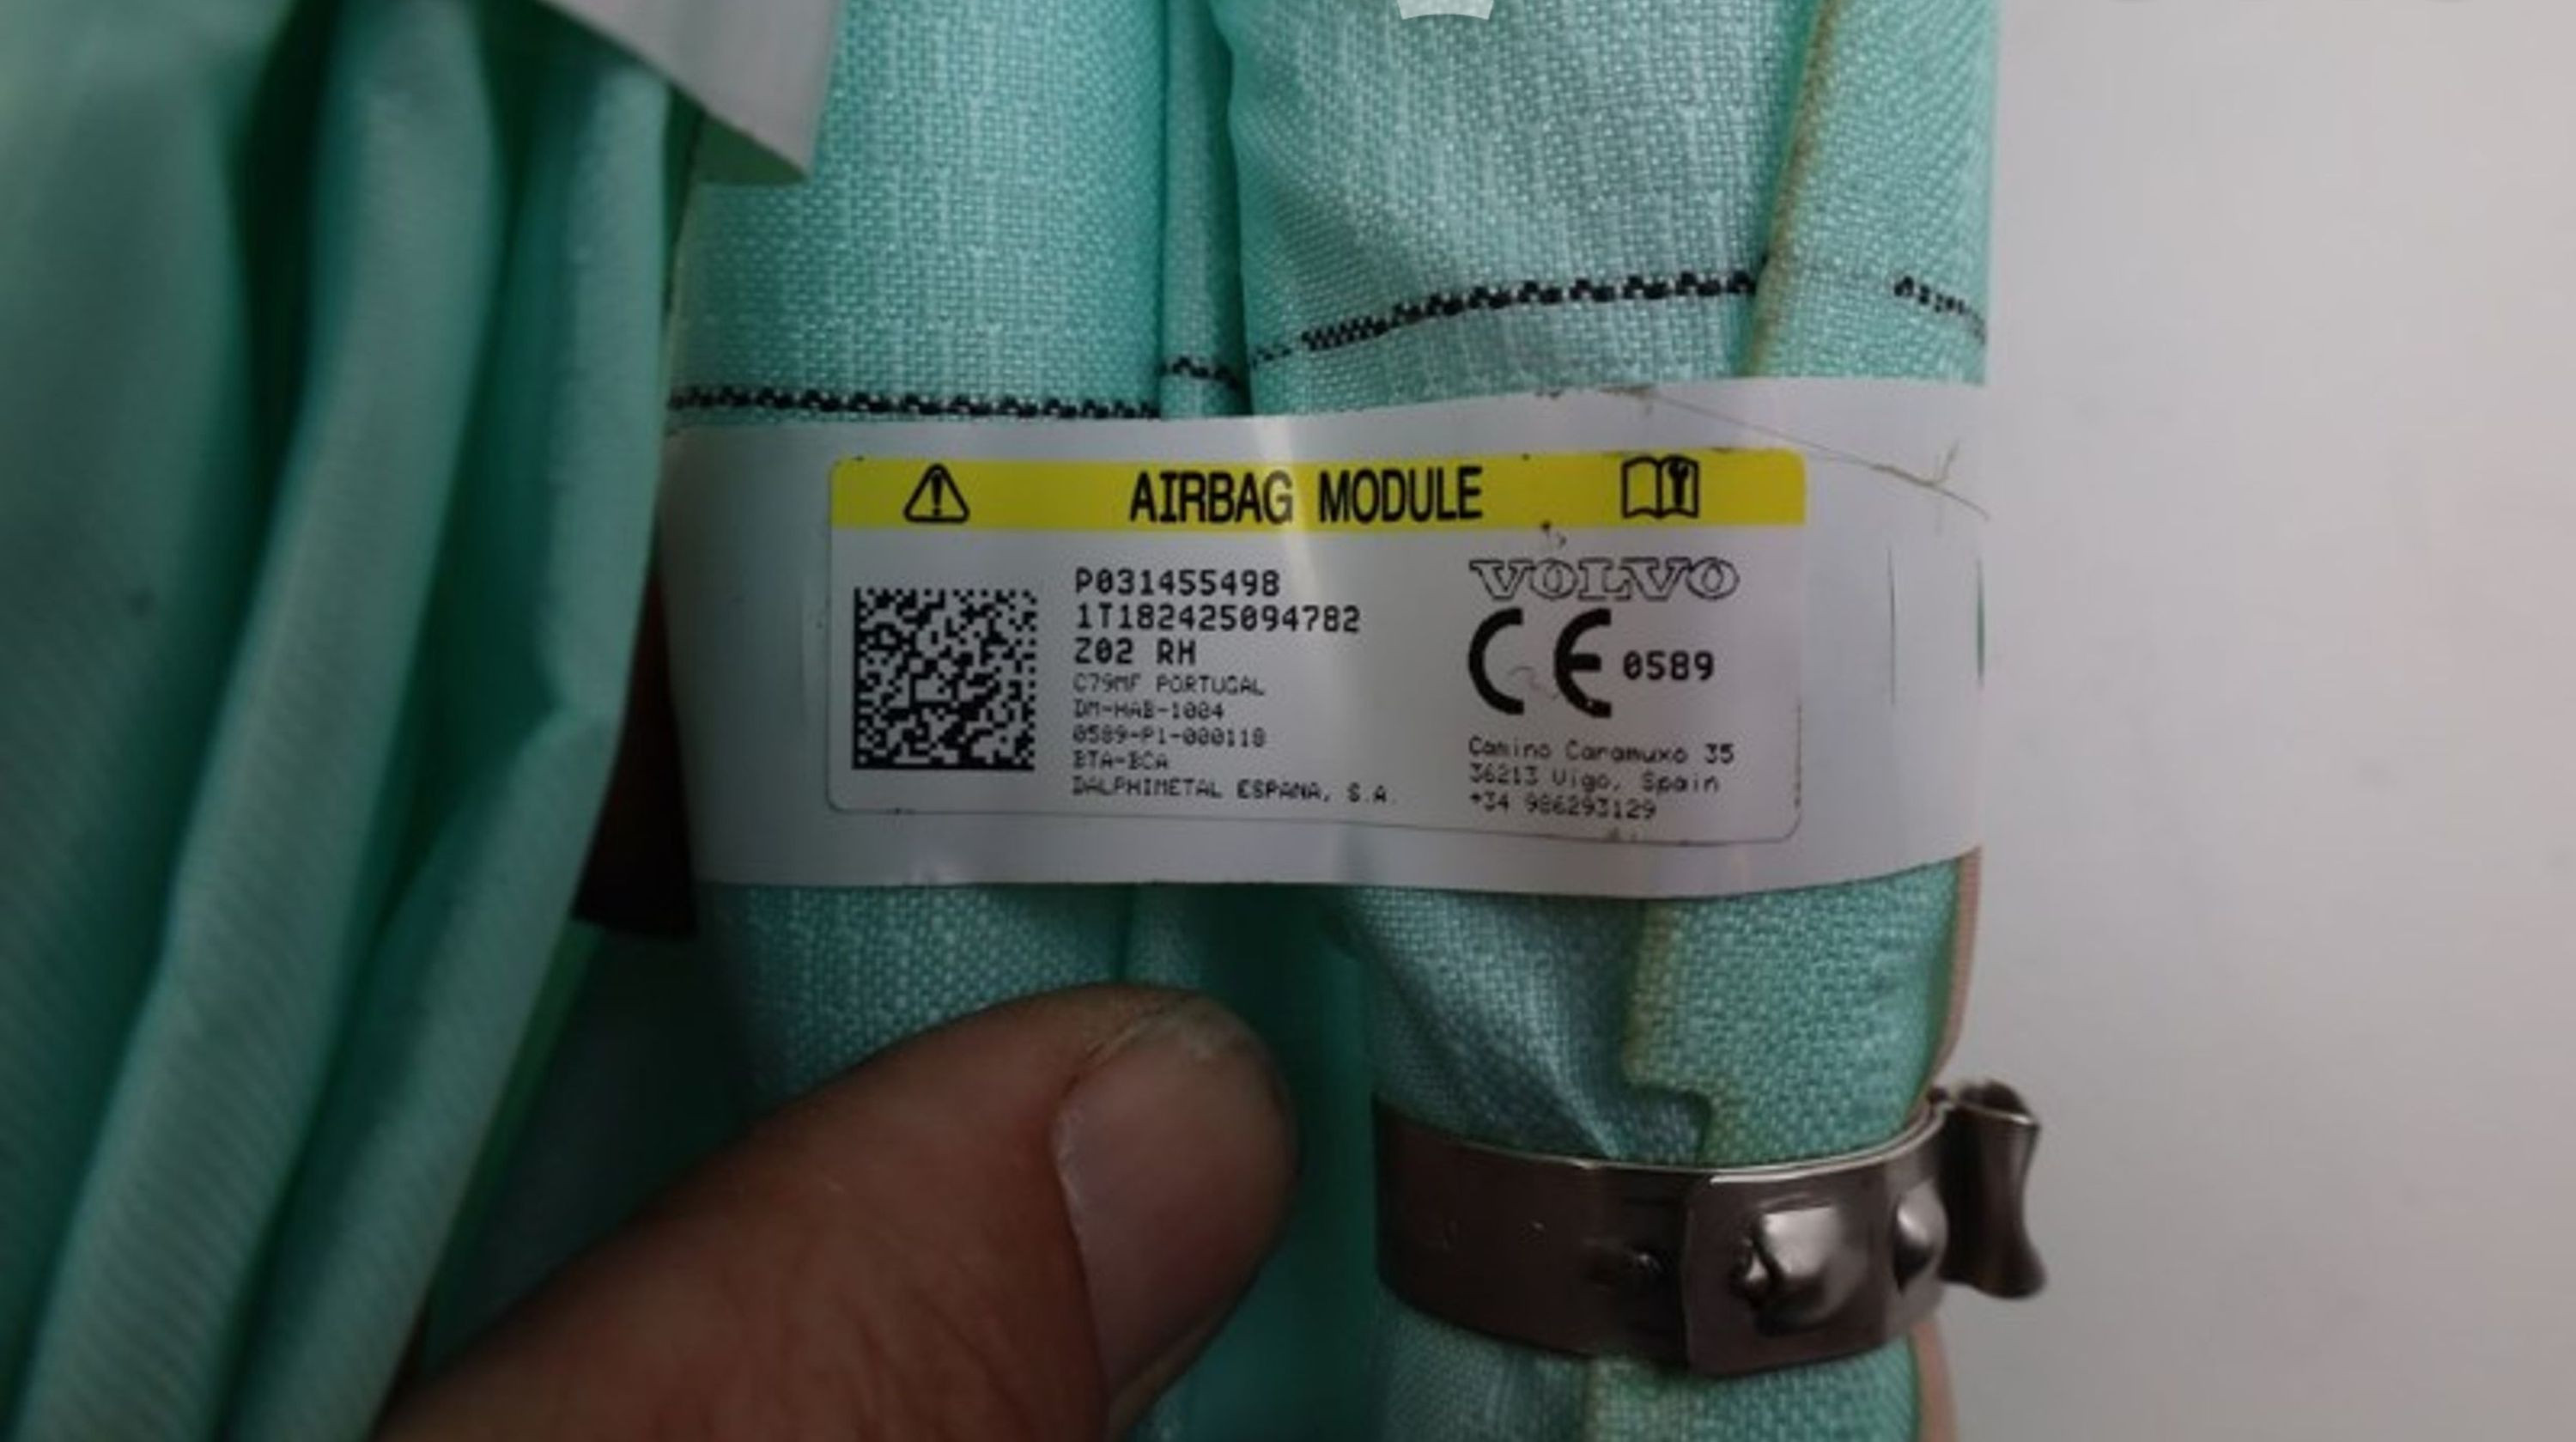 AIRBAG MODULE
P031455498
1T182425094782
Z02 RH
C79MF PORTUGAL
DM-HAB-1004
0589-P1-000118
BTA-BCA
DALPHIMETAL ESPANA, S.A.
VOLVO
CE 0589
Camino Caramuxo 35
36213 Vigo, Spain
+34 986293129